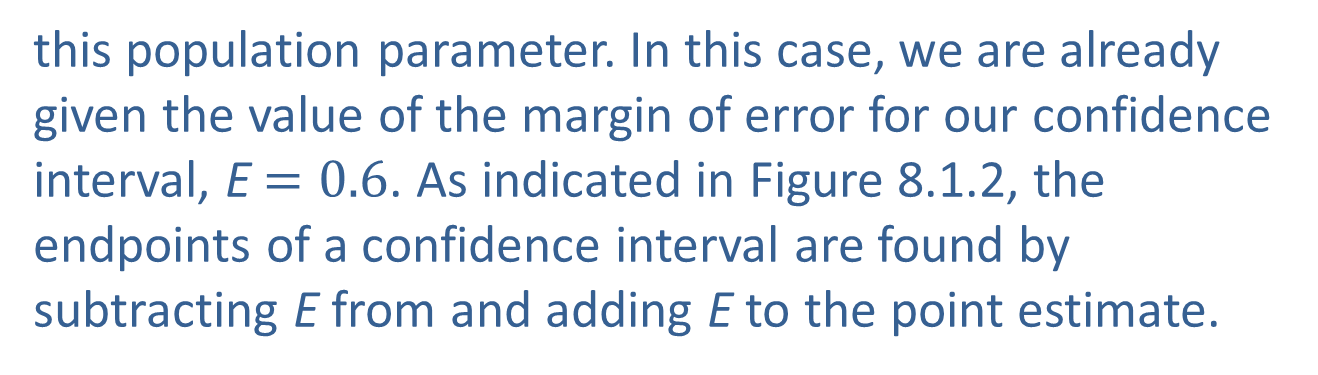 this population parameter. In this case, we are already
given the value of the margin of error for our confidence
interval, E = 0.6. As indicated in Figure 8.1.2, the
endpoints of a confidence interval are found by
subtracting E from and adding E to the point estimate.